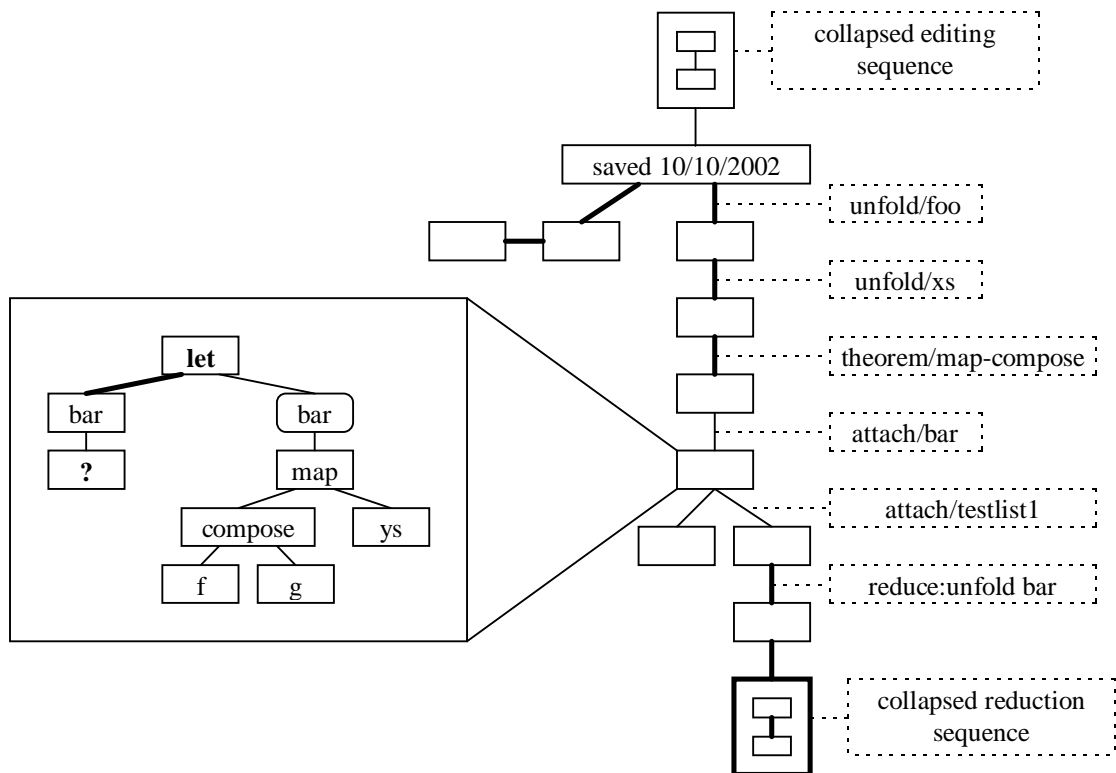 collapsed editing
sequence
saved 10/10/2002
unfold/foo
unfold/xs
let
theorem/map-compose
bar
bar
attach/bar
?
map
compose
ys
attach/testlist1
f
g
reduce:unfold bar
collapsed reduction
sequence